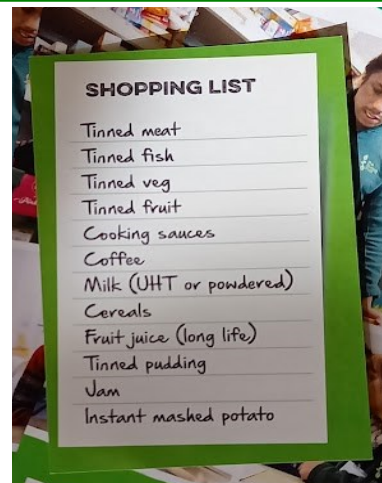 SHOPPING LIST
Tinned meat
Tinned fish
Tinned veg
Tinned fruit
Cooking sauces
Coffee
Milk (UHT or powdered)
Cereals
Fruit juice (long life)
Tinned pudding
Jam
Instant mashed potato